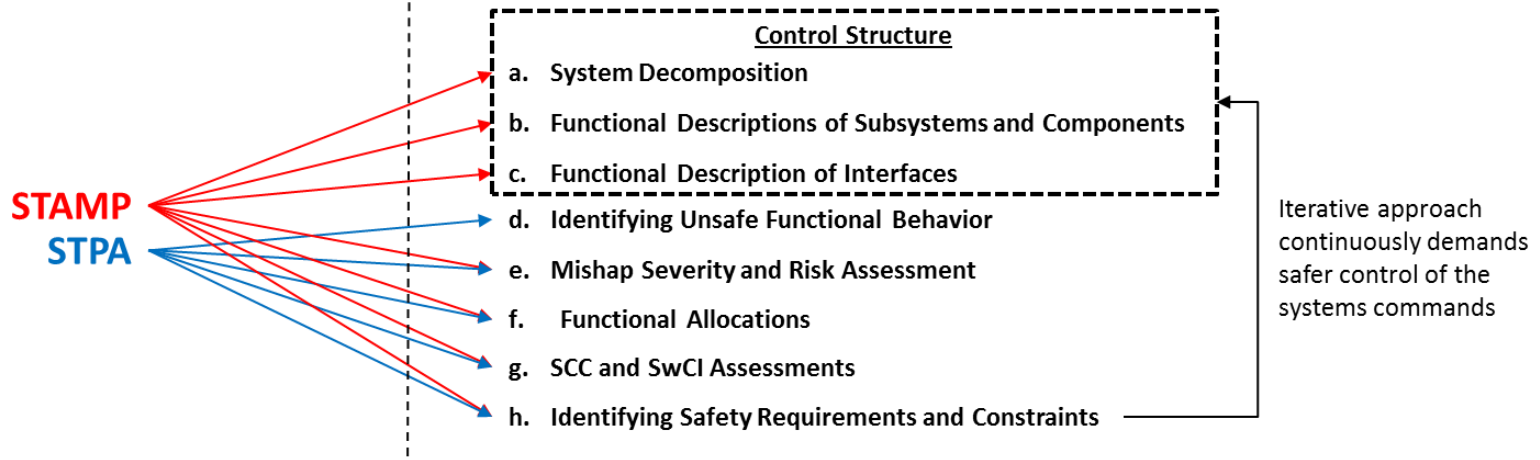 Control Structure
a. System Decomposition
b. Functional Descriptions of Subsystems and Components
c. Functional Description of Interfaces
STAMP
STPA
d. Identifying Unsafe Functional Behavior
e. Mishap Severity and Risk Assessment
f. Functional Allocations
g. SCC and SwCI Assessments
h. Identifying Safety Requirements and Constraints
Iterative approach
continuously demands
safer control of the
systems commands